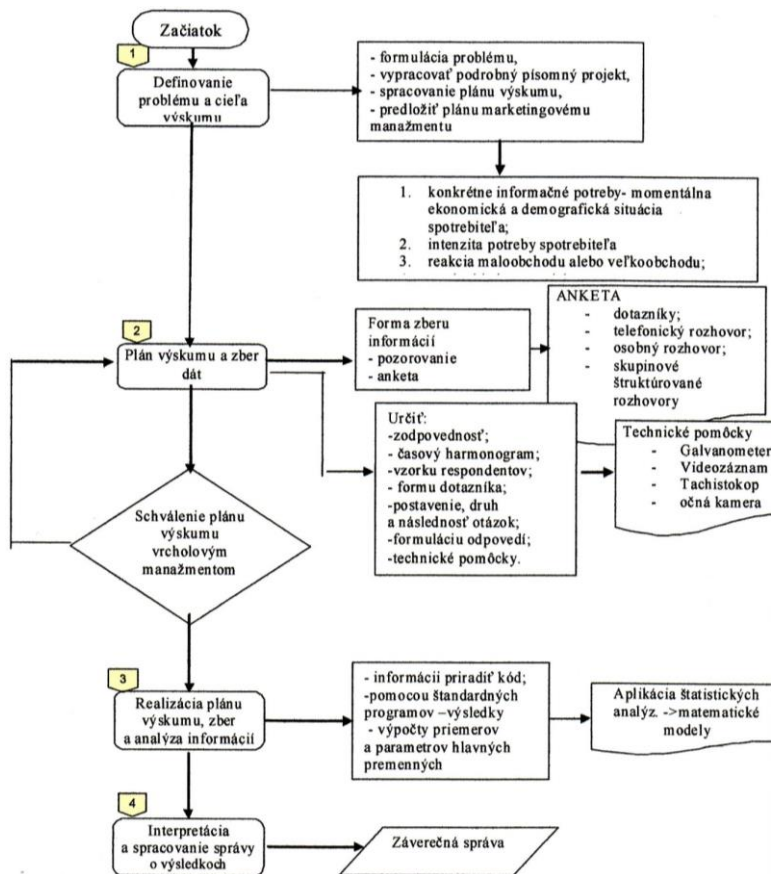 Začiatok
1
Definovanie
problému a cieľa
výskumu
- formulácia problému,
- vypracovať podrobný písomný projekt,
- spracovanie plánu výskumu,
- predložiť plánu marketingovému
manažmentu
1. konkrétne informačné potreby- momentálna
ekonomická a demografická situácia
spotrebiteľa;
2. intenzita potreby spotrebiteľa
3. reakcia maloobchodu alebo veľkoobchodu;
2
Plán výskumu a zber
dát
Forma zberu
informácií
- pozorovanie
- anketa
ANKETA
- dotazníky;
- telefonický rozhovor;
- osobný rozhovor;
- skupinové
štruktúrované
rozhovory
Určiť:
-zodpovednosť;
- časový harmonogram;
-vzorku respondentov;
- formu dotazníka;
-postavenie, druh
a následnosť otázok;
-formuláciu odpovedí;
-technické pomôcky.
Technické pomôcky
- Galvanometer
- Videozáznam
- Tachistokop
- očná kamera
Schválenie plánu
výskumu
vrcholovým
manažmentom
3
Realizácia plánu
výskumu, zber
a analýza informácií
- informácii priradiť kód;
-pomocou štandardných
programov –výsledky
- výpočty priemerov
a parametrov hlavných
premenných
Aplikácia štatistických
analýz. ->matematické
modely
4
Interpretácia
a spracovanie správy
o výsledkoch
Záverečná správa